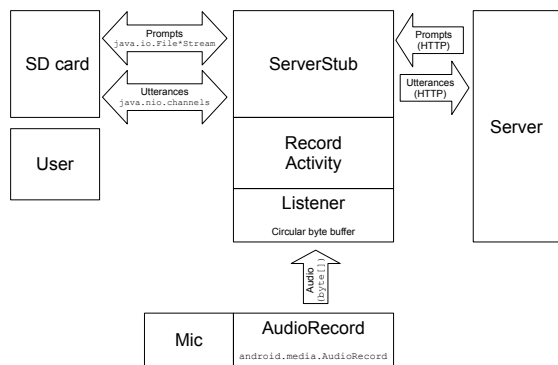 SD card
Prompts
java.io.File*Stream
Utterances
java.nio.channels
User
ServerStub
Record
Activity
Listener
Circular byte buffer
Prompts
(HTTP)
Utterances
(HTTP)
Server
Audio
(byte[])
Mic
AudioRecord
android.media.AudioRecord